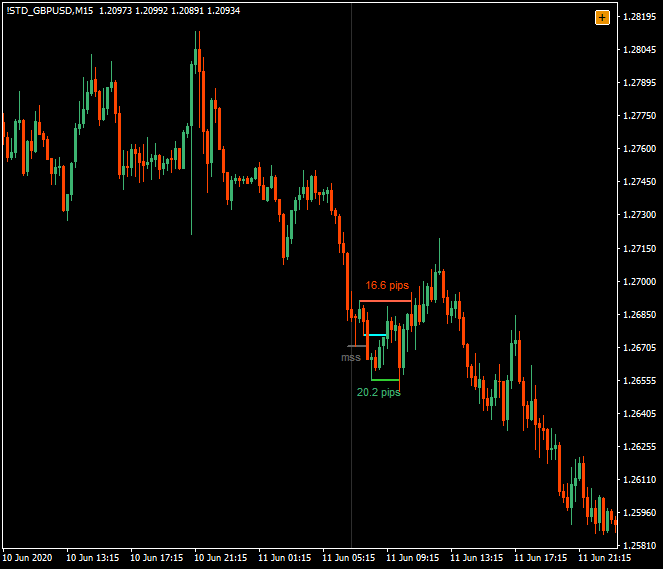 !STD_GBPUSD,M15 1.20973 1.20992 1.20891 1.20934
+
1.28195
1.28045
1.27895
1.27750
1.27600
1.27450
1.27300
1.27150
1.27000
1.26850
1.26705
1.26555
1.26405
1.26255
1.26110
1.25960
1.25810
16.6 pips
mss
20.2 pips
10 Jun 2020
10 Jun 13:15
10 Jun 17:15
10 Jun 21:15
11 Jun 01:15
11 Jun 05:15
11 Jun 09:15
11 Jun 13:15
11 Jun 17:15
11 Jun 21:15